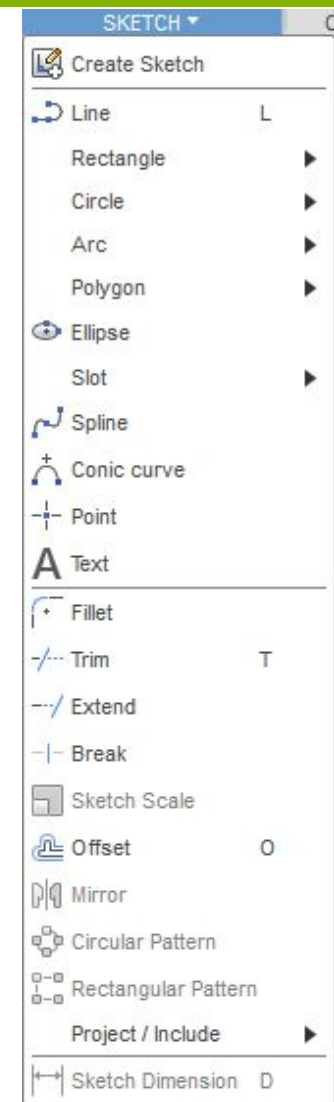 SKETCH
Create Sketch
Line L
Rectangle
Circle
Arc
Polygon
Ellipse
Slot
Spline
Conic curve
Point
A Text
Fillet
Trim T
Extend
Break
Sketch Scale
Offset O
Mirror
Circular Pattern
Rectangular Pattern
Project / Include
Sketch Dimension D